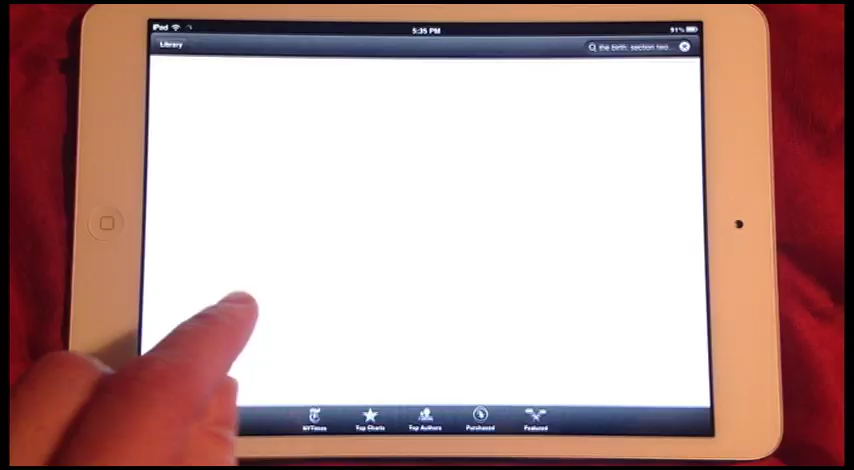 iPad 5:35 PM 91%
Library the birth: section two...
NYTimes Top Charts Top Authors Purchased Featured